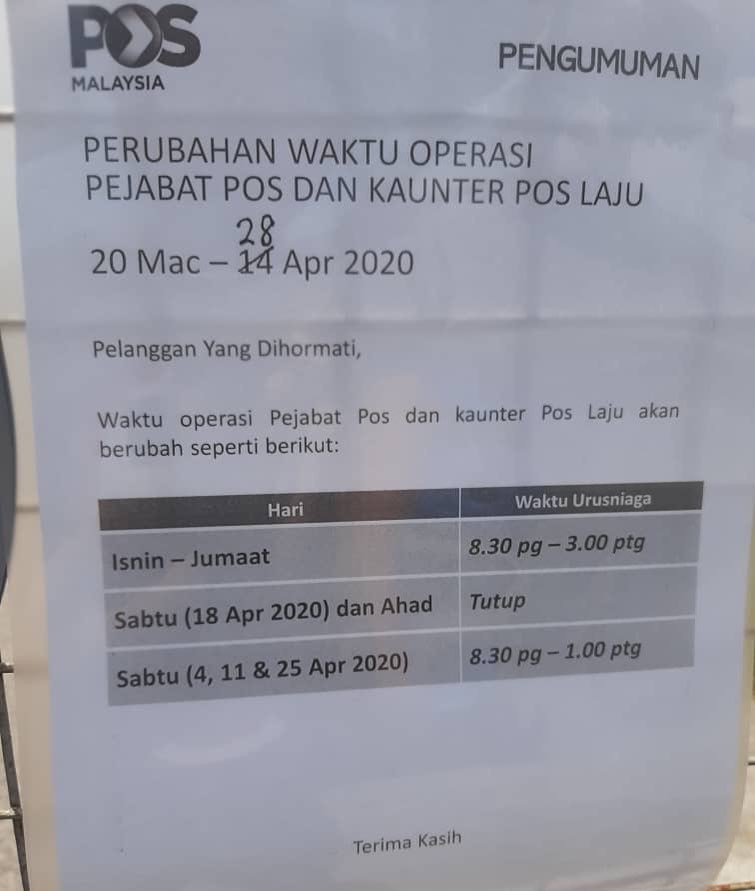 POS
MALAYSIA
PENGUMUMAN
PERUBAHAN WAKTU OPERASI
PEJABAT POS DAN KAUNTER POS LAJU
28
20 Mac – 14 Apr 2020
Pelanggan Yang Dihormati,
Waktu operasi Pejabat Pos dan kaunter Pos Laju akan
berubah seperti berikut:
Hari Waktu Urusniaga
Isnin – Jumaat 8.30 pg – 3.00 ptg
Sabtu (18 Apr 2020) dan Ahad Tutup
Sabtu (4, 11 & 25 Apr 2020) 8.30 pg – 1.00 ptg
Terima Kasih